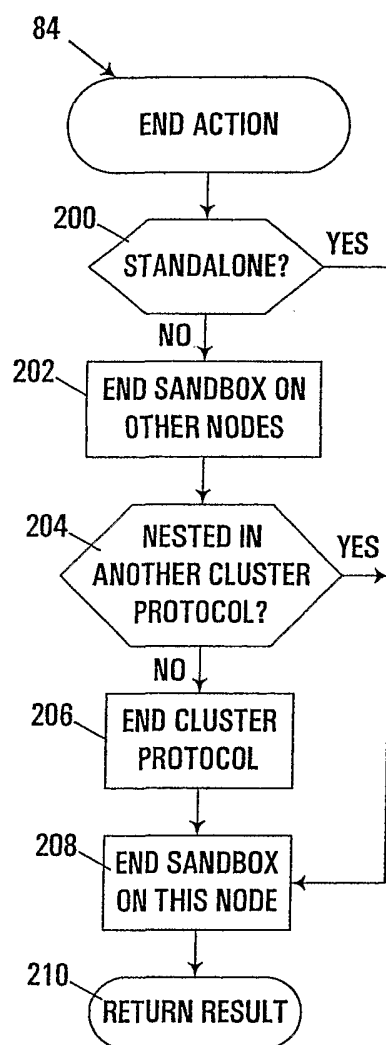 84
END ACTION
200
STANDALONE?
YES
NO
202
END SANDBOX ON
OTHER NODES
204
NESTED IN
ANOTHER CLUSTER
PROTOCOL?
YES
NO
206
END CLUSTER
PROTOCOL
208
END SANDBOX
ON THIS NODE
210
RETURN RESULT